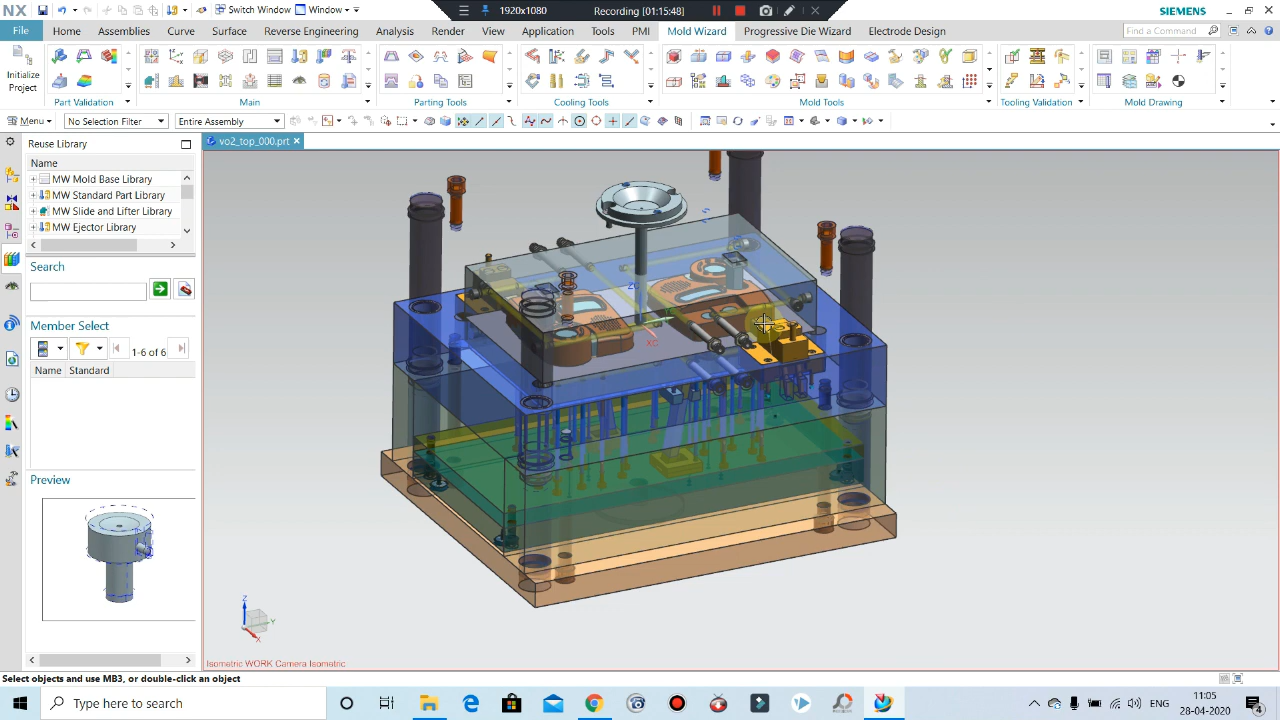 NX
Switch Window
Window
1920x1080
Recording [01:15:48]
SIEMENS
File
Home
Curve
Surface
Analysis
Render
Application
Tools
PMI
Mold Wizard
Progressive Die Wizard
Electrode Design
Find a Command
Initialize
Project
Part Validation
Main
Parting Tools
Cooling Tools
Mold Tools
Tooling Validation
Mold Drawing
Menu
No Selection Filter
Entire Assembly
Reuse Library
vo2_top_000.prt
Name
MW Mold Base Library
MW Standard Part Library
MW Slide and Lifter Library
MW Ejector Library
Search
Member Select
1-6 of 6
Name
Standard
Preview
ZC
XC
Z
Y
X
Isometric WORK Camera Isometric
Select objects and use MB3, or double-click an object
Type here to search
11:05
28-04-2020
4